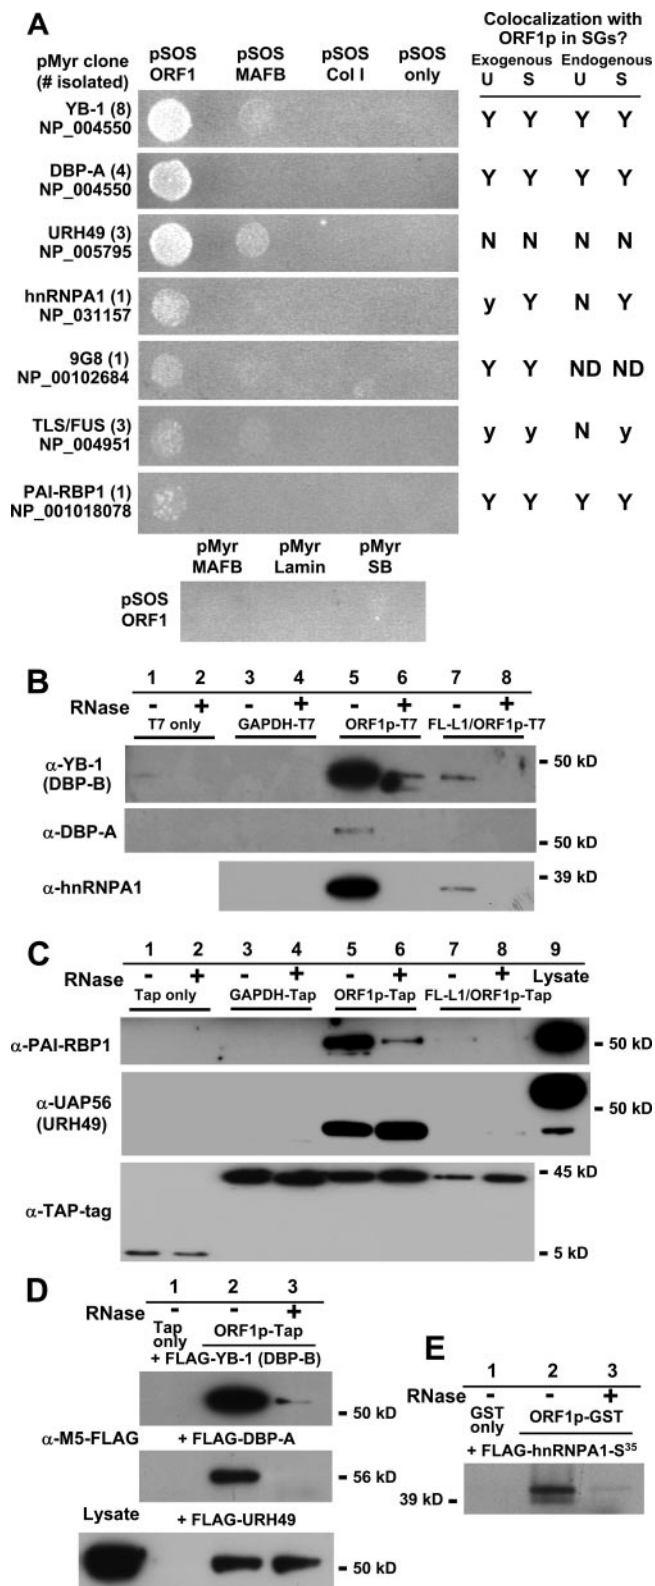 A
pMyr clone
(# isolated)
pSOS
ORF1
pSOS
MAFB
pSOS
Col I
pSOS
only
Colocalization with
ORF1p in SGs?
Exogenous Endogenous
U S U S
YB-1 (8)
NP_004550
Y Y Y Y
DBP-A (4)
NP_004550
Y Y Y Y
URH49 (3)
NP_005795
N N N N
hnRNPA1 (1)
NP_031157
y Y N Y
9G8 (1)
NP_00102684
Y Y ND ND
TLS/FUS (3)
NP_004951
y y N y
PAI-RBP1 (1)
NP_001018078
Y Y Y Y
pMyr
MAFB
pMyr
Lamin
pMyr
SB
pSOS
ORF1
B
1 2 3 4 5 6 7 8
RNase - + - + - + - +
T7 only GAPDH-T7 ORF1p-T7 FL-L1/ORF1p-T7
α-YB-1
(DBP-B)
- 50 kD
α-DBP-A
- 50 kD
α-hnRNPA1
- 39 kD
C
1 2 3 4 5 6 7 8 9
RNase - + - + - + - + Lysate
Tap only GAPDH-Tap ORF1p-Tap FL-L1/ORF1p-Tap
α-PAI-RBP1
- 50 kD
α-UAP56
(URH49)
- 50 kD
α-TAP-tag
- 45 kD
- 5 kD
D
1 2 3
RNase - - +
Tap
only
ORF1p-Tap
+ FLAG-YB-1 (DBP-B)
- 50 kD
α-M5-FLAG
+ FLAG-DBP-A
- 56 kD
Lysate
+ FLAG-URH49
- 50 kD
E
1 2 3
RNase - - +
GST
only
ORF1p-GST
+ FLAG-hnRNPA1-S³⁵
39 kD -